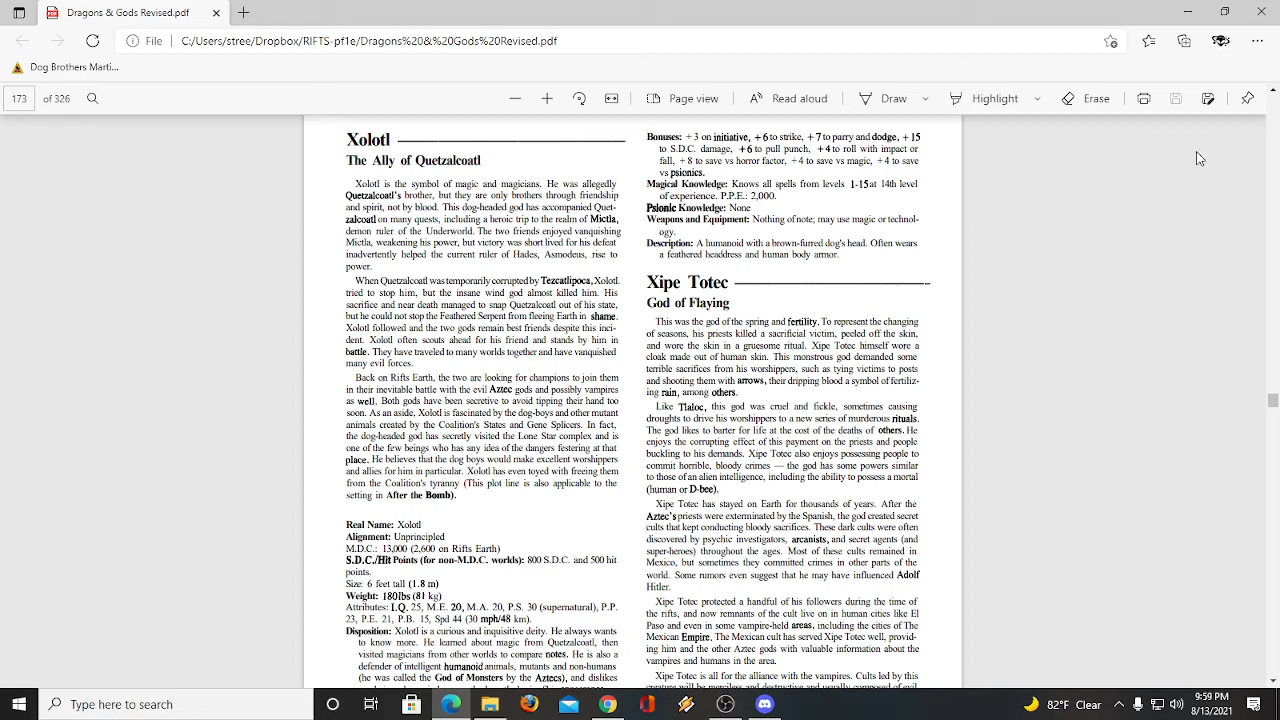 Dragons & Gods Revised.pdf
File
C:/Users/stree/Dropbox/RIFTS-pf1e/Dragons%20&%20Gods%20Revised.pdf
Dog Brothers Marti...
173 of 326
Page view
Read aloud
Draw
Highlight
Erase
Xolotl
The Ally of Quetzalcoatl
Xolotl is the symbol of magic and magicians. He was allegedly
Quetzalcoatl's brother, but they are only brothers through friendship
and spirit, not by blood. This dog-headed god has accompanied Quet-
zalcoatl on many quests, including a heroic trip to the realm of Mictla,
demon ruler of the Underworld. The two friends enjoyed vanquishing
Mictla, weakening his power, but victory was short lived for his defeat
inadvertently helped the current ruler of Hades, Asmodeus, rise to
power.
When Quetzalcoatl was temporarily corrupted by Tezcatlipoca, Xolotl
tried to stop him, but the insane wind god almost killed him. His
sacrifice and near death managed to snap Quetzalcoatl out of his state,
but he could not stop the Feathered Serpent from fleeing Earth in shame.
Xolotl followed and the two gods remain best friends despite this inci-
dent. Xolotl often scouts ahead for his friend and stands by him in
battle. They have traveled to many worlds together and have vanquished
many evil forces.
Back on Rifts Earth, the two are looking for champions to join them
in their inevitable battle with the evil Aztec gods and possibly vampires
as well. Both gods have been secretive to avoid tipping their hand too
soon. As an aside, Xolotl is fascinated by the dog-boys and other mutant
animals created by the Coalition's States and Gene Splicers. In fact,
the dog-headed god has secretly visited the Lone Star complex and is
one of the few beings who has any idea of the dangers festering at that
place. He believes that the dog boys would make excellent worshippers
and allies for him in particular. Xolotl has even toyed with freeing them
from the Coalition's tyranny (This plot line is also applicable to the
setting in After the Bomb).
Real Name: Xolotl
Alignment: Unprincipled
M.D.C.: 13,000 (2,600 on Rifts Earth)
S.D.C./Hit Points (for non-M.D.C. worlds): 800 S.D.C. and 500 hit
points.
Size: 6 feet tall (1.8 m)
Weight: 180lbs (81 kg)
Attributes: I.Q. 25, M.E. 20, M.A. 20, P.S. 30 (supernatural), P.P.
23, P.E. 21, P.B. 15, Spd 44 (30 mph/48 km).
Disposition: Xolotl is a curious and inquisitive deity. He always wants
to know more. He learned about magic from Quetzalcoatl, then
visited magicians from other worlds to compare notes. He is also a
defender of intelligent humanoid animals, mutants and non-humans
(he was called the God of Monsters by the Aztecs), and dislikes
Bonuses: +3 on initiative, +6 to strike, +7 to parry and dodge, +15
to S.D.C. damage, +6 to pull punch, +4 to roll with impact or
fall, +8 to save vs horror factor, +4 to save vs magic, +4 to save
vs psionics.
Magical Knowledge: Knows all spells from levels 1-15 at 14th level
of experience. P.P.E.: 2,000.
Psionic Knowledge: None
Weapons and Equipment: Nothing of note; may use magic or technol-
ogy.
Description: A humanoid with a brown-furred dog's head. Often wears
a feathered headdress and human body armor.
Xipe Totec
God of Flaying
This was the god of the spring and fertility. To represent the changing
of seasons, his priests killed a sacrificial victim, peeled off the skin,
and wore the skin in a gruesome ritual. Xipe Totec himself wore a
cloak made out of human skin. This monstrous god demanded some
terrible sacrifices from his worshippers, such as tying victims to posts
and shooting them with arrows, their dripping blood a symbol of fertiliz-
ing rain, among others.
Like Tlaloc, this god was cruel and fickle, sometimes causing
droughts to drive his worshippers to a new series of murderous rituals.
The god likes to barter for life at the cost of the deaths of others. He
enjoys the corrupting effect of this payment on the priests and people
buckling to his demands. Xipe Totec also enjoys possessing people to
commit horrible, bloody crimes — the god has some powers similar
to those of an alien intelligence, including the ability to possess a mortal
(human or D-bee).
Xipe Totec has stayed on Earth for thousands of years. After the
Aztec's priests were exterminated by the Spanish, the god created secret
cults that kept conducting bloody sacrifices. These dark cults were often
discovered by psychic investigators, arcanists, and secret agents (and
super-heroes) throughout the ages. Most of these cults remained in
Mexico, but sometimes they committed crimes in other parts of the
world. Some rumors even suggest that he may have influenced Adolf
Hitler.
Xipe Totec protected a handful of his followers during the time of
the rifts, and now remnants of the cult live on in human cities like El
Paso and even in some vampire-held areas, including the cities of The
Mexican Empire. The Mexican cult has served Xipe Totec well, provid-
ing him and the other Aztec gods with valuable information about the
vampires and humans in the area.
Xipe Totec is all for the alliance with the vampires. Cults led by this
Type here to search
82°F Clear
9:59 PM
8/13/2021